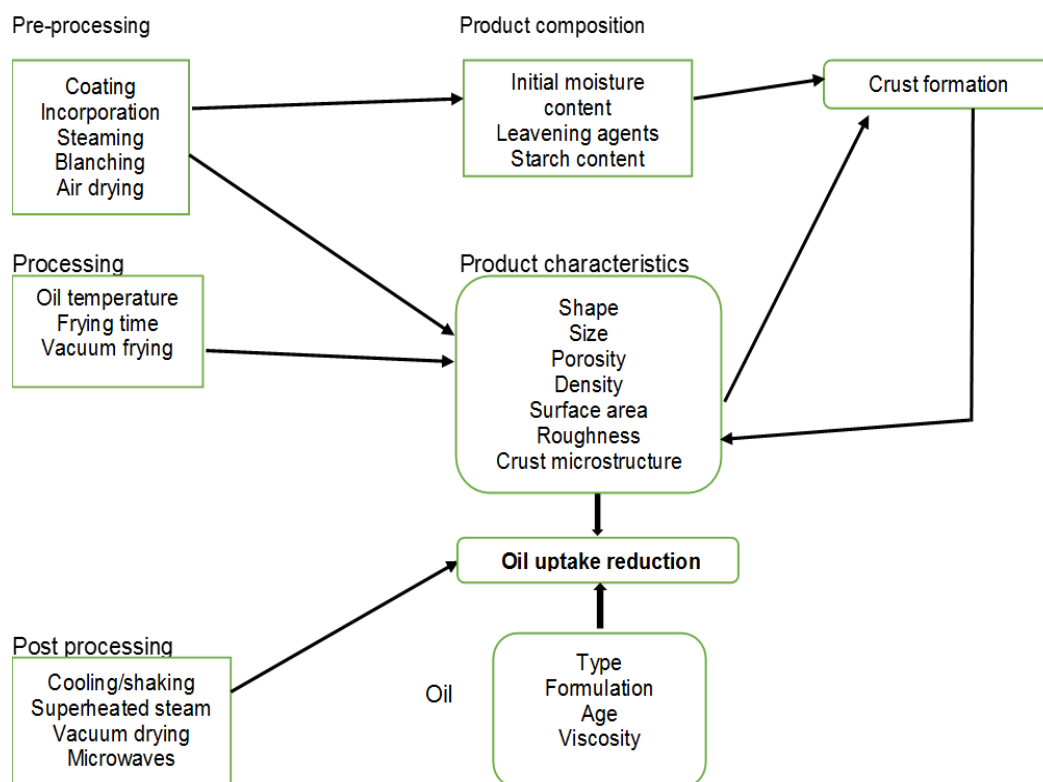 Pre-processing
Coating
Incorporation
Steaming
Blanching
Air drying
Product composition
Initial moisture
content
Leavening agents
Starch content
Crust formation
Processing
Oil temperature
Frying time
Vacuum frying
Product characteristics
Shape
Size
Porosity
Density
Surface area
Roughness
Crust microstructure
Oil uptake reduction
Post processing
Cooling/shaking
Superheated steam
Vacuum drying
Microwaves
Oil
Type
Formulation
Age
Viscosity